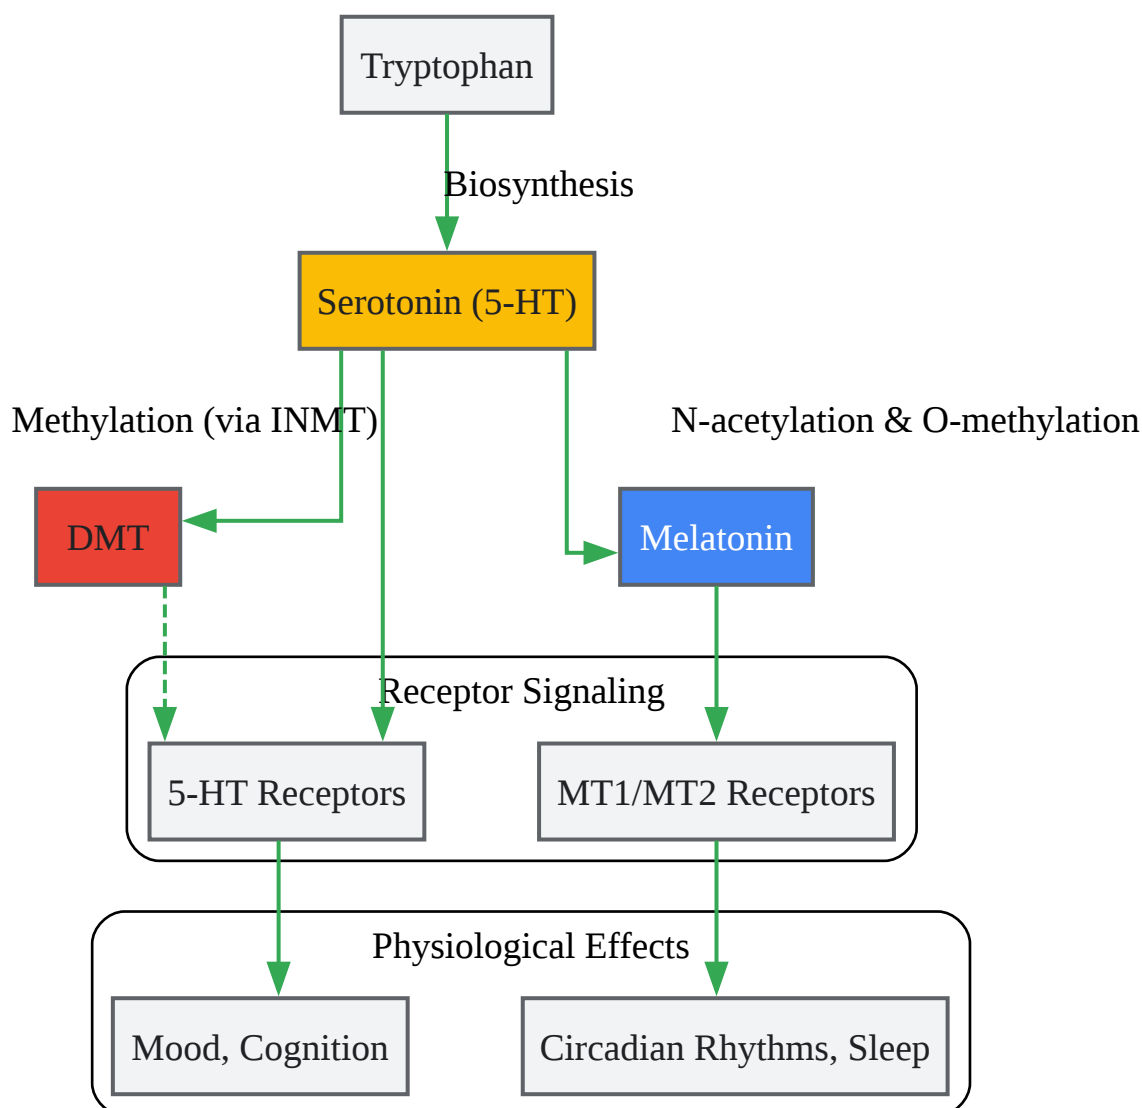 Tryptophan
Biosynthesis
Serotonin (5-HT)
Methylation (via INMT)
N-acetylation & O-methylation
DMT
Melatonin
Receptor Signaling
5-HT Receptors
MT1/MT2 Receptors
Physiological Effects
Mood, Cognition
Circadian Rhythms, Sleep